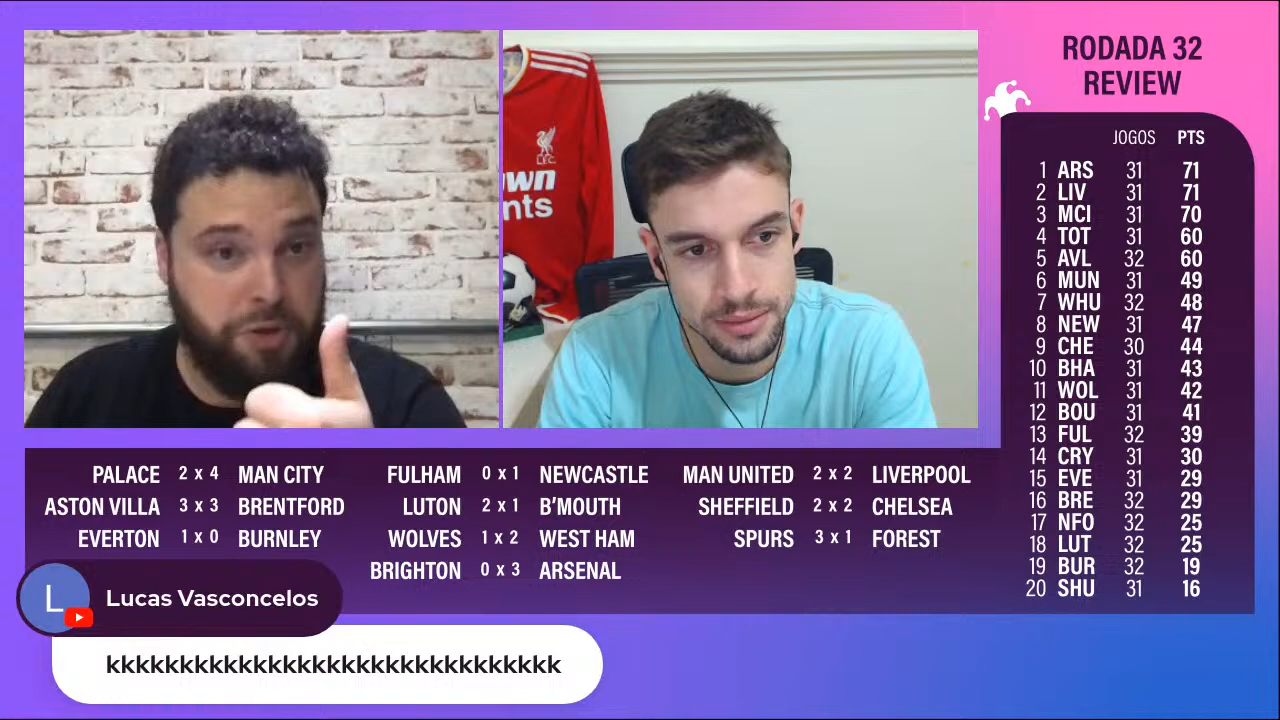 RODADA 32
REVIEW
JOGOS PTS
1 ARS 31 71
2 LIV 31 71
3 MCI 31 70
4 TOT 31 60
5 AVL 32 60
6 MUN 31 49
7 WHU 32 48
8 NEW 31 47
9 CHE 30 44
10 BHA 31 43
11 WOL 31 42
12 BOU 31 41
13 FUL 32 39
14 CRY 31 30
15 EVE 31 29
16 BRE 32 29
17 NFO 32 25
18 LUT 32 25
19 BUR 32 19
20 SHU 31 16
L.F.C.
wn
nts
PALACE 2 x 4 MAN CITY FULHAM 0 x 1 NEWCASTLE MAN UNITED 2 x 2 LIVERPOOL
ASTON VILLA 3 x 3 BRENTFORD LUTON 2 x 1 B'MOUTH SHEFFIELD 2 x 2 CHELSEA
EVERTON 1 x 0 BURNLEY WOLVES 1 x 2 WEST HAM SPURS 3 x 1 FOREST
BRIGHTON 0 x 3 ARSENAL
L Lucas Vasconcelos
kkkkkkkkkkkkkkkkkkkkkkkkkkkkkkk